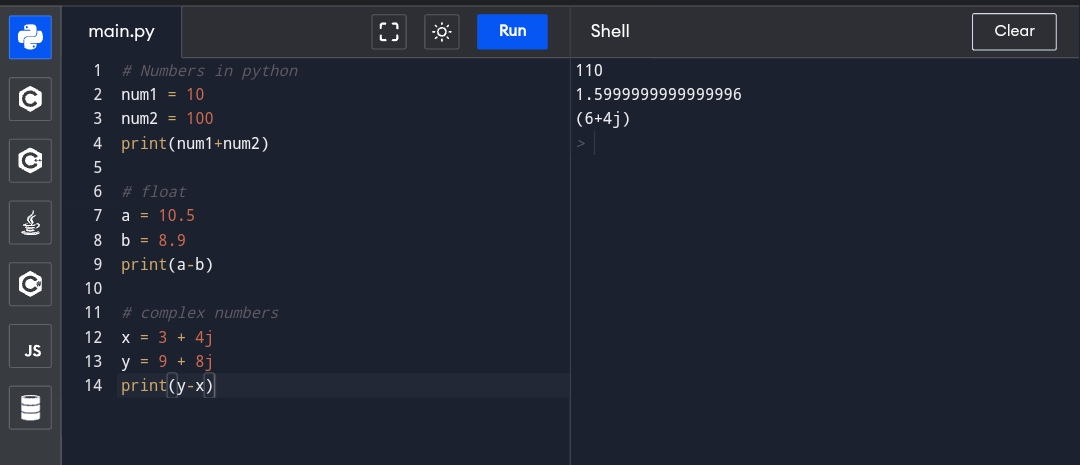 main.py
Run
Shell
Clear
1 # Numbers in python
2 num1 = 10
3 num2 = 100
4 print(num1+num2)
5
6 # float
7 a = 10.5
8 b = 8.9
9 print(a-b)
10
11 # complex numbers
12 x = 3 + 4j
13 y = 9 + 8j
14 print(y-x)
110
1.5999999999999996
(6+4j)
>
C
C++
C#
JS